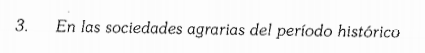 3. En las sociedades agrarias del período histórico